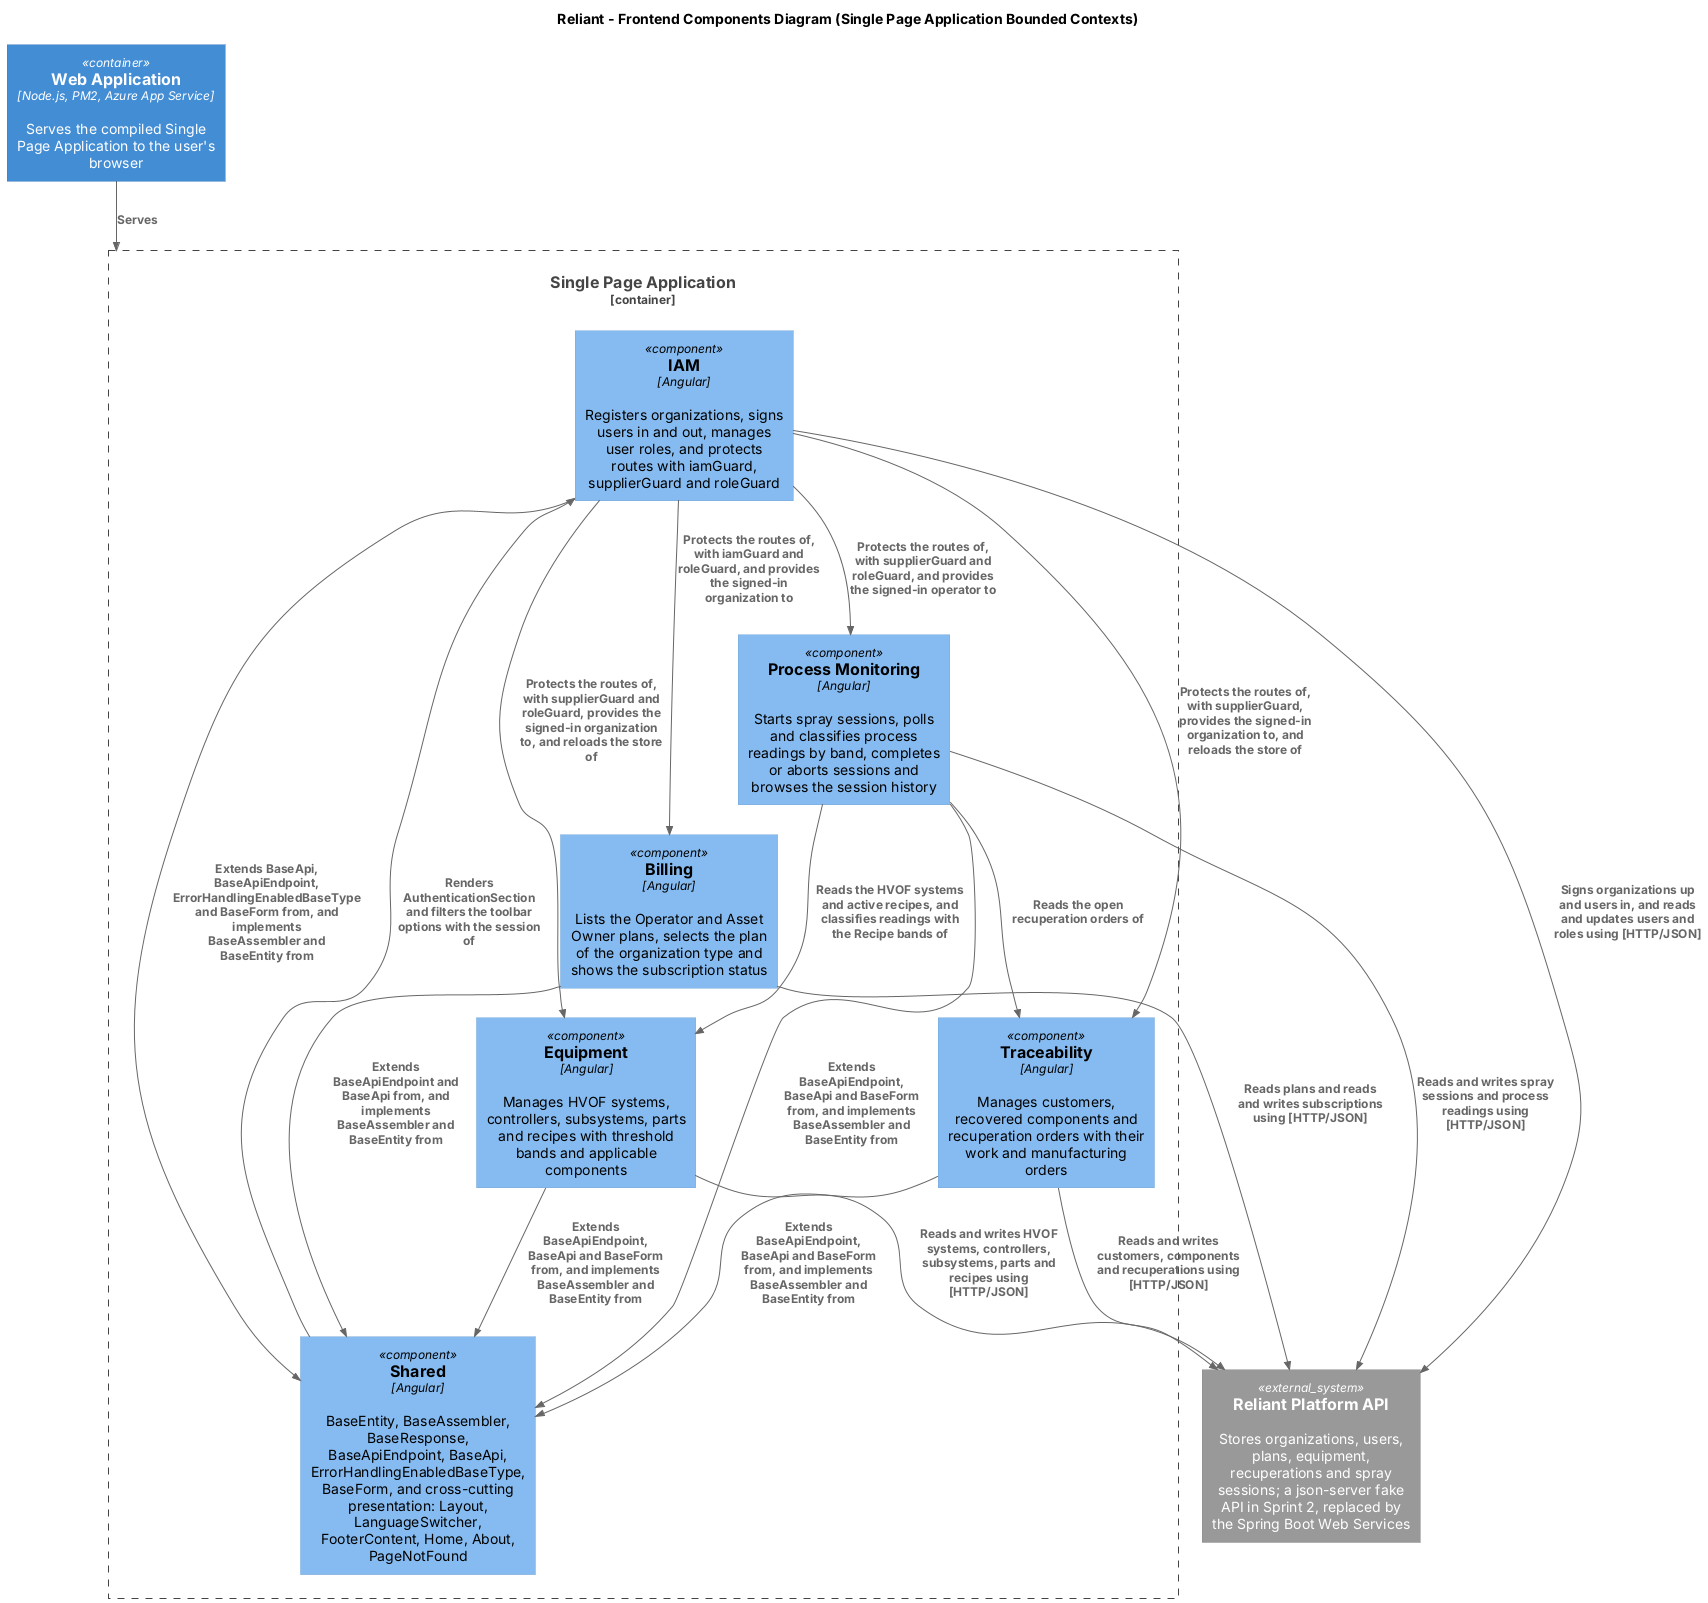 Reliant - Frontend Components Diagram (Single Page Application Bounded Contexts)
«container»
Web Application
[Node.js, PM2, Azure App Service]
Serves the compiled Single
Page Application to the user's
browser
Serves
Single Page Application
[container]
«component»
IAM
[Angular]
Registers organizations, signs
users in and out, manages
user roles, and protects
routes with iamGuard,
supplierGuard and roleGuard
Protects the routes of,
with iamGuard and
roleGuard, and provides
the signed-in
organization to
Protects the routes of,
with supplierGuard and
roleGuard, and provides
the signed-in operator to
«component»
Process Monitoring
[Angular]
Starts spray sessions, polls
and classifies process
readings by band, completes
or aborts sessions and
browses the session history
Protects the routes of,
with supplierGuard and
roleGuard, provides the
signed-in organization
to, and reloads the store
of
Protects the routes of,
with supplierGuard,
provides the signed-in
organization to, and
reloads the store of
«component»
Billing
[Angular]
Lists the Operator and Asset
Owner plans, selects the plan
of the organization type and
shows the subscription status
Extends BaseApi,
BaseApiEndpoint,
ErrorHandlingEnabledBaseType
and BaseForm from, and
implements
BaseAssembler and
BaseEntity from
Renders
AuthenticationSection
and filters the toolbar
options with the session
of
Reads the HVOF systems
and active recipes, and
classifies readings with
the Recipe bands of
Reads the open
recuperation orders of
Signs organizations up
and users in, and reads
and updates users and
roles using [HTTP/JSON]
«component»
Equipment
[Angular]
Manages HVOF systems,
controllers, subsystems, parts
and recipes with threshold
bands and applicable
components
«component»
Traceability
[Angular]
Manages customers,
recovered components and
recuperation orders with their
work and manufacturing
orders
Extends
BaseApiEndpoint and
BaseApi from, and
implements
BaseAssembler and
BaseEntity from
Extends
BaseApiEndpoint,
BaseApi and BaseForm
from, and implements
BaseAssembler and
BaseEntity from
Reads plans and reads
and writes subscriptions
using [HTTP/JSON]
Reads and writes spray
sessions and process
readings using
[HTTP/JSON]
Extends
BaseApiEndpoint,
BaseApi and BaseForm
from, and implements
BaseAssembler and
BaseEntity from
Extends
BaseApiEndpoint,
BaseApi and BaseForm
from, and implements
BaseAssembler and
BaseEntity from
Reads and writes HVOF
systems, controllers,
subsystems, parts and
recipes using
[HTTP/JSON]
Reads and writes
customers, components
and recuperations using
[HTTP/JSON]
«component»
Shared
[Angular]
BaseEntity, BaseAssembler,
BaseResponse,
BaseApiEndpoint, BaseApi,
ErrorHandlingEnabledBaseType,
BaseForm, and cross-cutting
presentation: Layout,
LanguageSwitcher,
FooterContent, Home, About,
PageNotFound
«external_system»
Reliant Platform API
Stores organizations, users,
plans, equipment,
recuperations and spray
sessions; a json-server fake
API in Sprint 2, replaced by
the Spring Boot Web Services